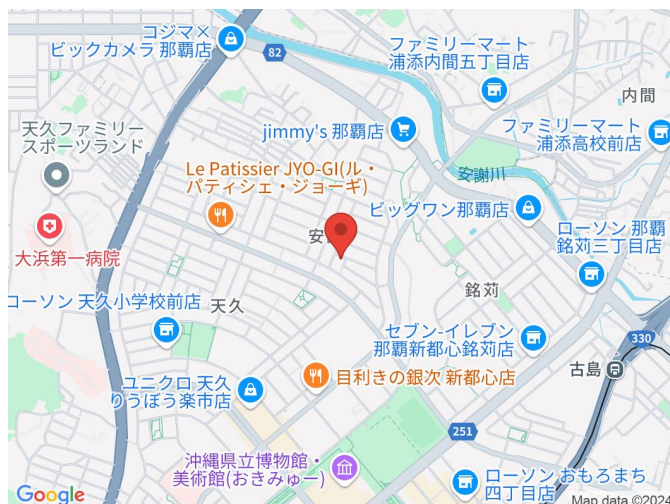 コジマ×
ビックカメラ 那覇店
82
ファミリーマート
浦添内間五丁目店
内間
天久ファミリー
スポーツランド
jimmy's 那覇店
ファミリーマート
浦添高校前店
Le Patissier JYO-GI(ル・
パティシェ・ジョーギ)
安謝川
ビッグワン那覇店
安
大浜第一病院
ローソン 那覇
銘苅三丁目店
銘苅
ローソン 天久小学校前店
天久
セブン-イレブン
那覇新都心銘苅店
330
古島
ユニクロ 天久
りうぼう楽市店
目利きの銀次 新都心店
251
沖縄県立博物館・
美術館(おきみゅー)
ローソン おもろまち
四丁目店
Google
Map data ©2024